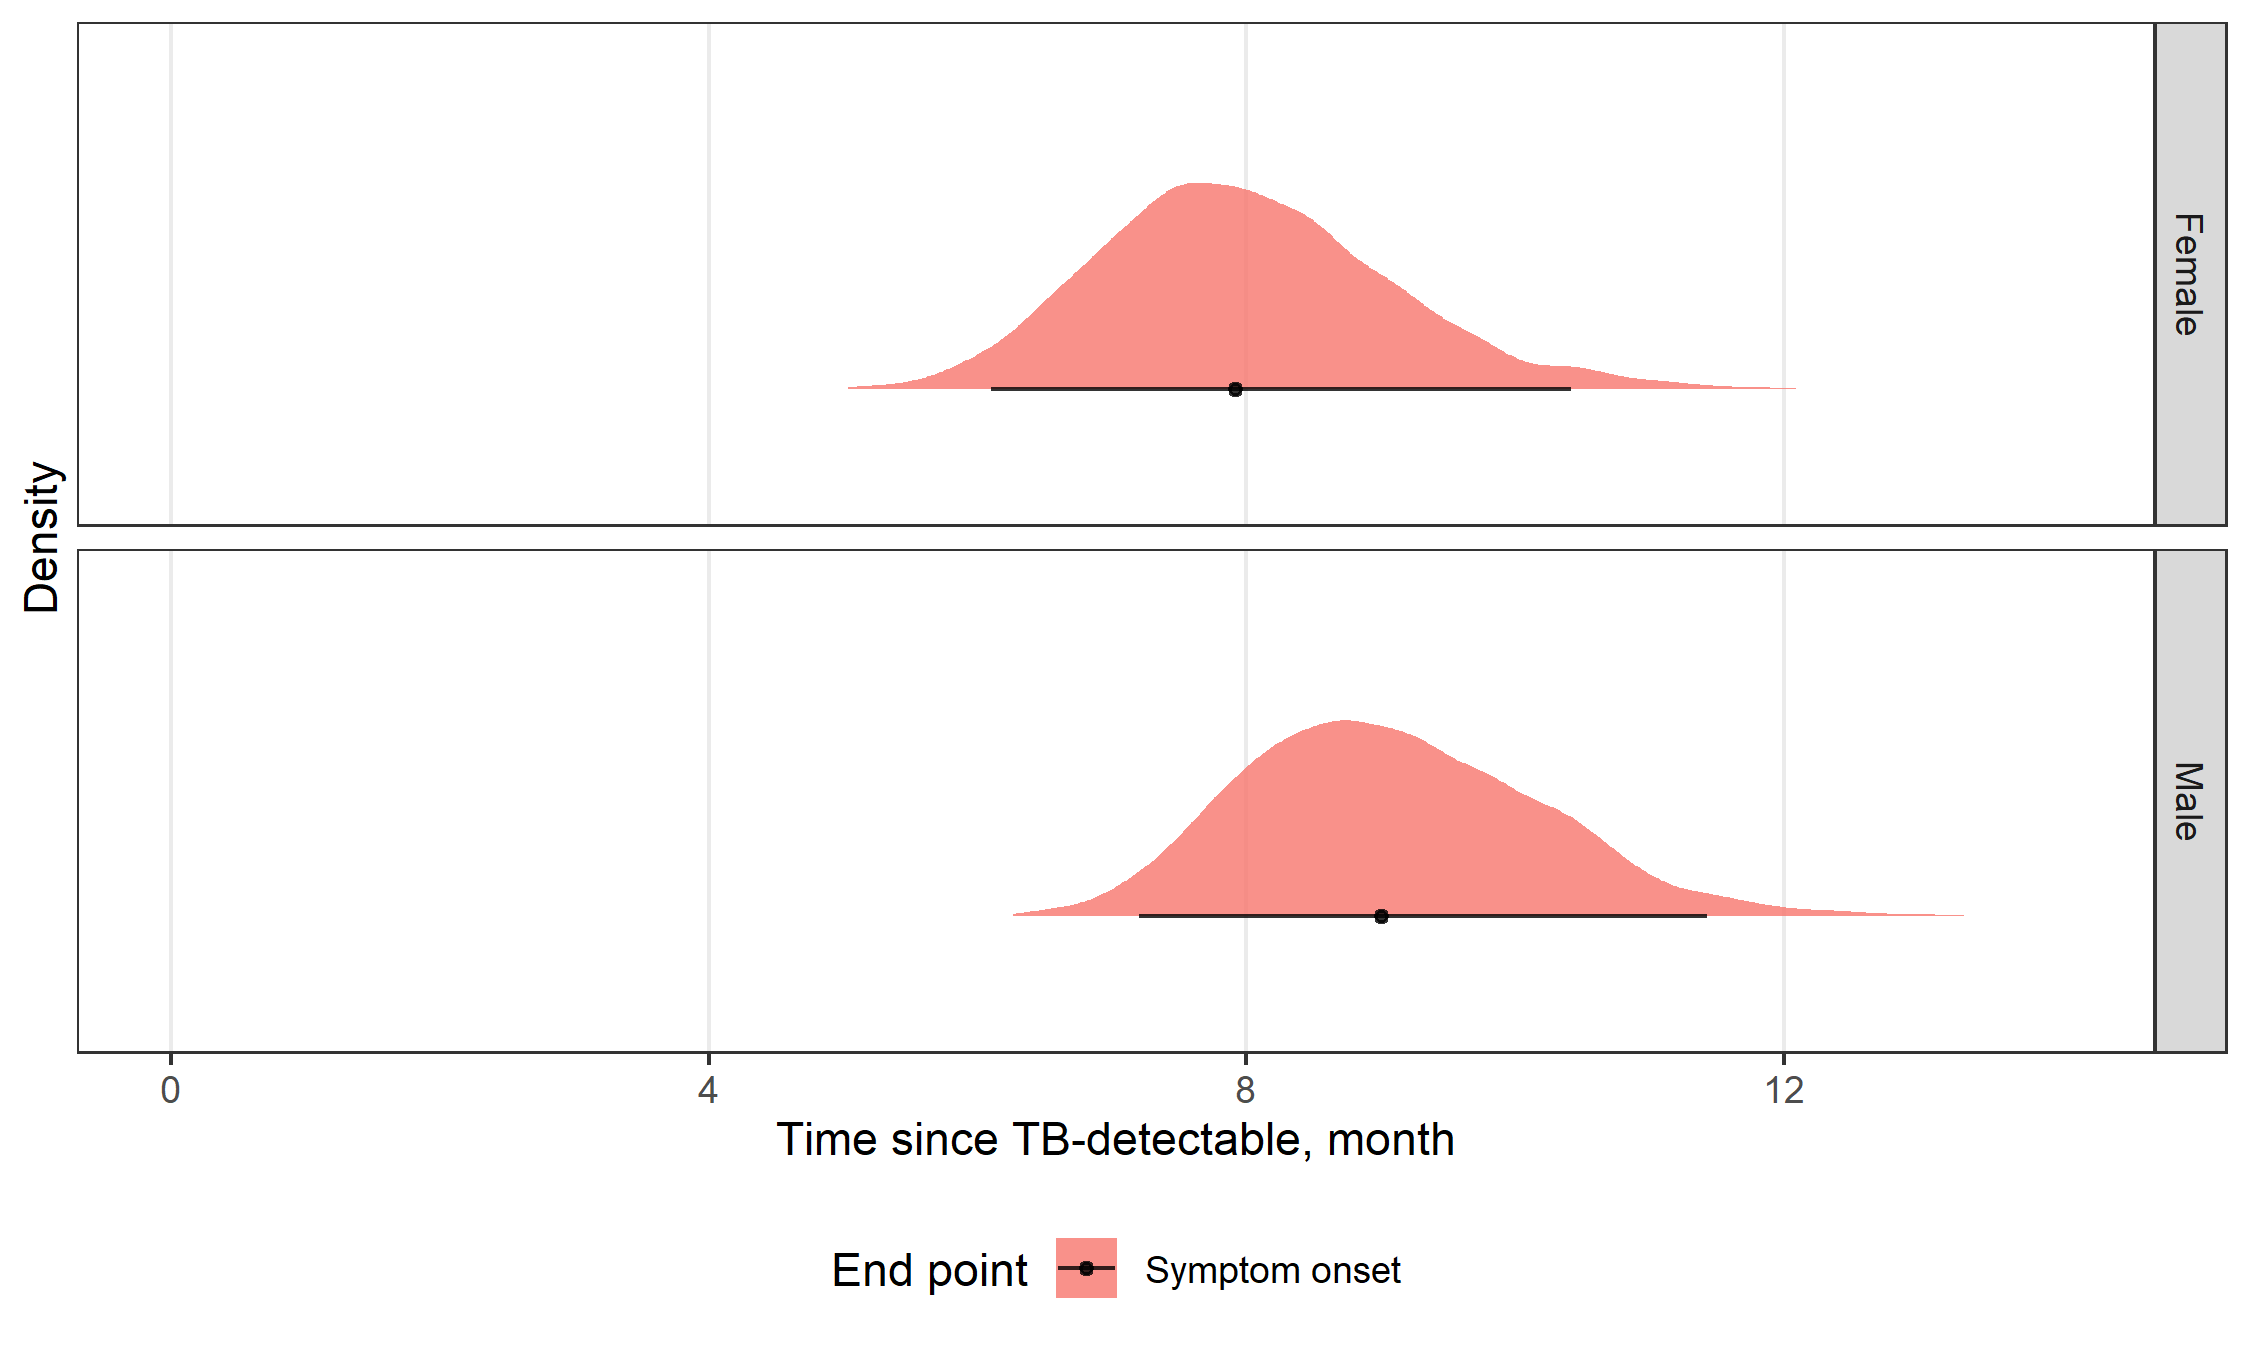 Female
Density
Male
0 4 8 12
Time since TB-detectable, month
End point Symptom onset